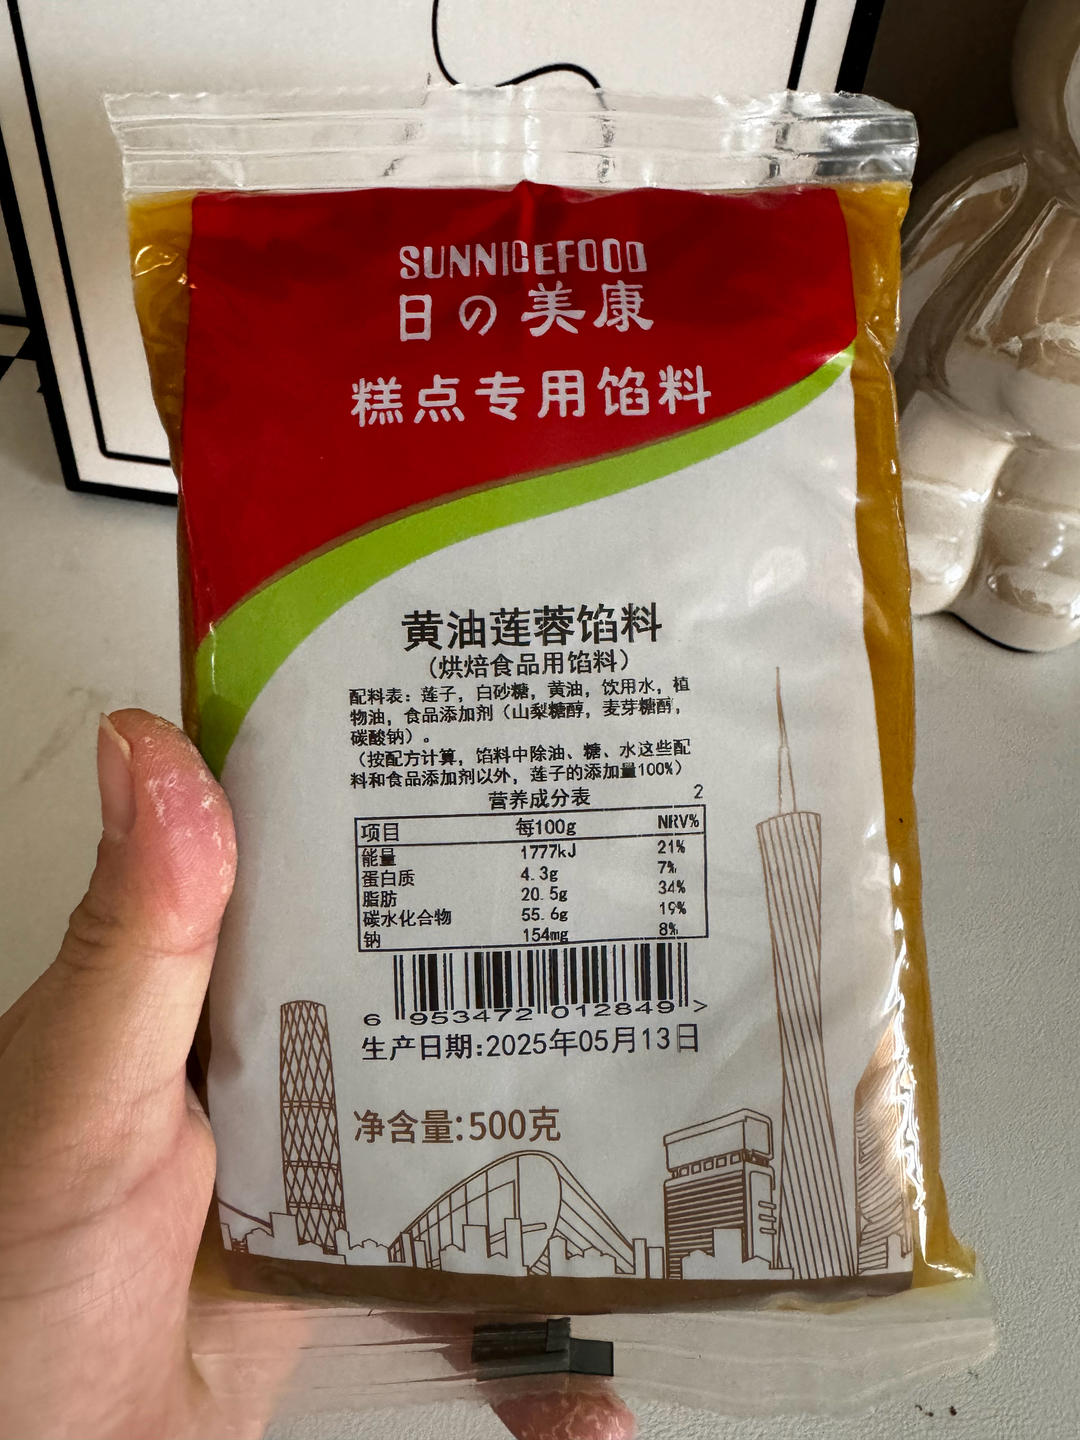 SUNNICEFOOD
日の美康
糕点专用馅料
黄油莲蓉馅料
（烘焙食品用馅料）
配料表：莲子，白砂糖，黄油，饮用水，植
物油，食品添加剂（山梨糖醇，麦芽糖醇，
碳酸钠）。
（按配方计算，馅料中除油、糖、水这些配
料和食品添加剂以外，莲子的添加量100%）
营养成分表 2
项目 每100g NRV%
能量 1777kJ 21%
蛋白质 4.3g 7%
脂肪 20.5g 34%
碳水化合物 55.6g 19%
钠 154mg 8%
6 953472 012849 >
生产日期:2025年05月13日
净含量:500克